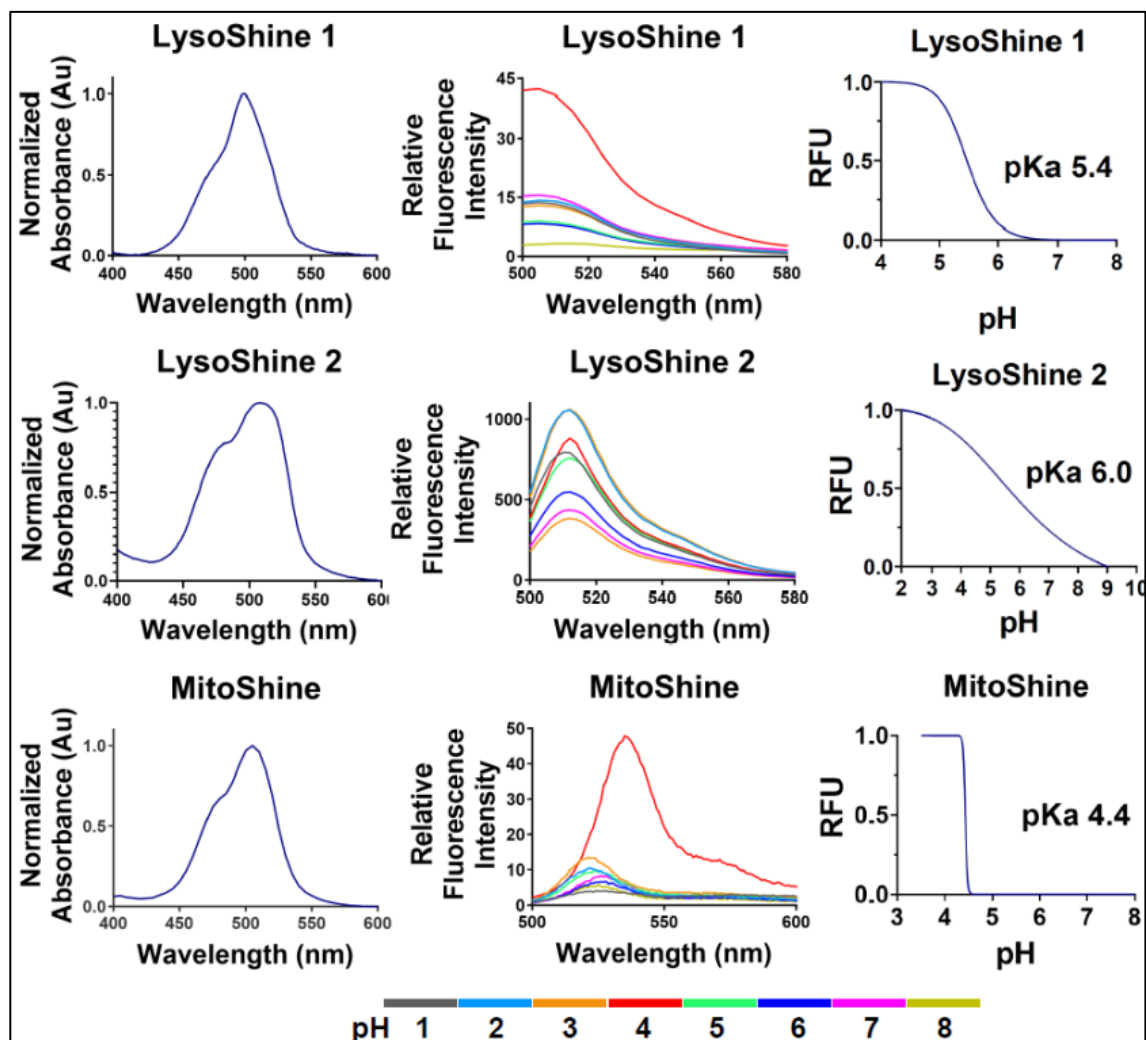 LysoShine 1
Normalized
Absorbance (Au)
1.0
0.5
0.0
400 450 500 550 600
Wavelength (nm)
LysoShine 1
Relative
Fluorescence
Intensity
45
30
15
0
500 520 540 560 580
Wavelength (nm)
LysoShine 1
RFU
1.0
0.5
0.0
pKa 5.4
4 5 6 7 8
pH
LysoShine 2
Normalized
Absorbance (Au)
1.0
0.5
0.0
400 450 500 550 60
Wavelength (nm)
LysoShine 2
Relative
Fluorescence
Intensity
1000
500
0
500 520 540 560 580
Wavelength (nm)
LysoShine 2
RFU
1.0
0.5
0.0
pKa 6.0
2 3 4 5 6 7 8 9 10
pH
MitoShine
Normalized
Absorbance (Au)
1.0
0.5
0.0
400 450 500 550 600
Wavelength (nm)
MitoShine
Relative
Fluorescence
Intensity
50
40
30
20
10
0
500 550 600
Wavelength (nm)
MitoShine
RFU
1.0
0.5
0.0
pKa 4.4
3 4 5 6 7 8
pH
pH 1 2 3 4 5 6 7 8